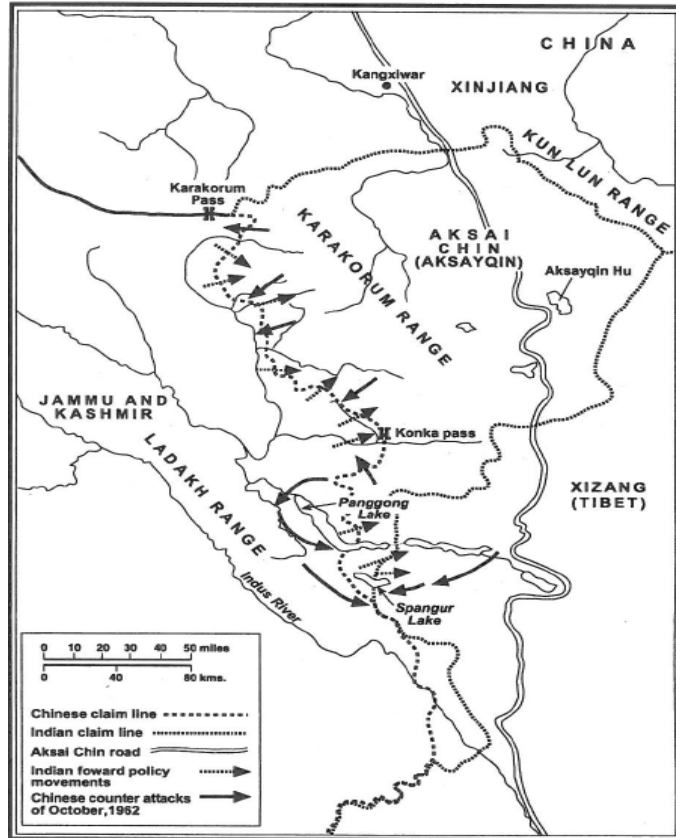 CHINA
Kangxiwar
XINJIANG
KUN LUN RANGE
Karakorum
Pass
KARAKORUM RANGE
AKSAI
CHIN
(AKSAYQIN)
Aksayqin Hu
JAMMU AND
KASHMIR
LADAKH RANGE
Konka pass
XIZANG
(TIBET)
Panggong
Lake
Indus River
Spangur
Lake
0 10 20 30 40 50 miles
0 40 80 kms.
Chinese claim line
Indian claim line
Aksai Chin road
Indian foward policy
movements
Chinese counter attacks
of October, 1962